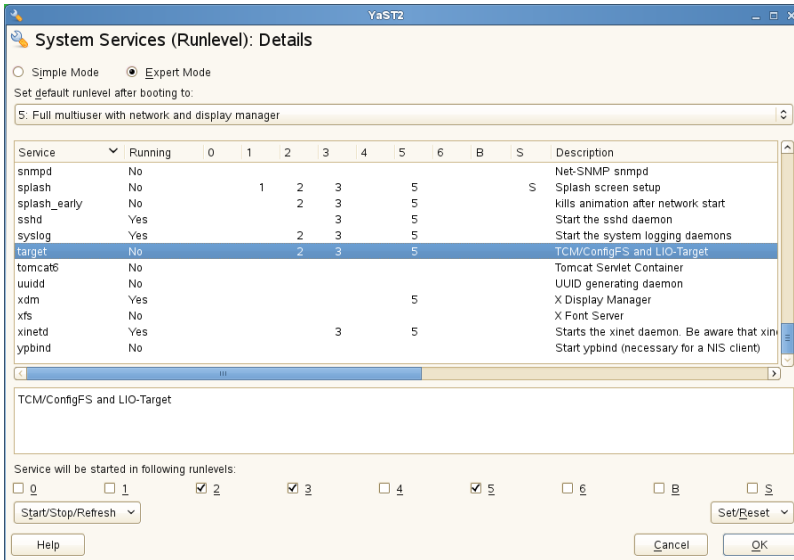 YaST2
System Services (Runlevel): Details
Simple Mode Expert Mode
Set default runlevel after booting to:
5: Full multiuser with network and display manager
Service Running 0 1 2 3 4 5 6 B S Description
snmpd No Net-SNMP snmpd
splash No 1 2 3 5 S Splash screen setup
splash_early No 2 3 5 kills animation after network start
sshd Yes 3 5 Start the sshd daemon
syslog Yes 2 3 5 Start the system logging daemons
target No 2 3 5 TCM/ConfigFS and LIO-Target
tomcat6 No Tomcat Servlet Container
uuidd No UUID generating daemon
xdm Yes 5 X Display Manager
xfs No X Font Server
xinetd Yes 3 5 Starts the xinet daemon. Be aware that xin
ypbind No Start ypbind (necessary for a NIS client)
TCM/ConfigFS and LIO-Target
Service will be started in following runlevels:
0 1 2 3 4 5 6 B S
Start/Stop/Refresh Set/Reset
Help Cancel OK